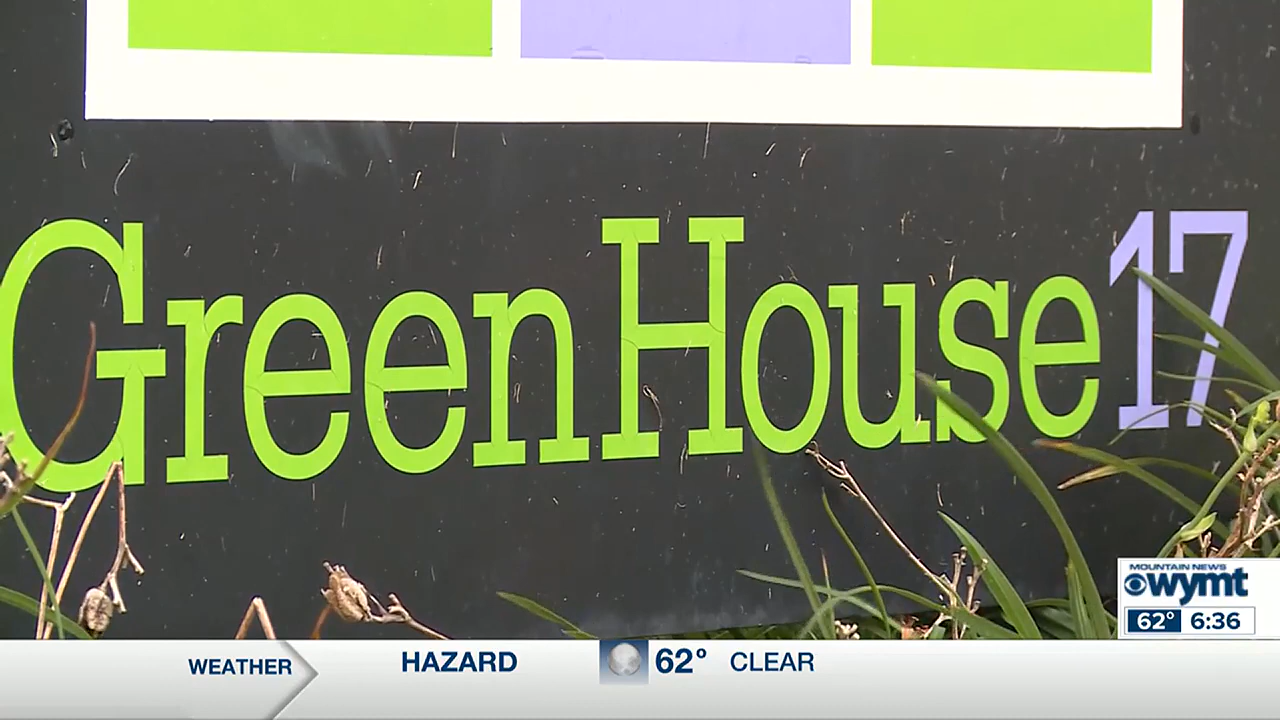 GreenHouse17
MOUNTAIN NEWS
wymt
62° 6:36
WEATHER HAZARD 62° CLEAR